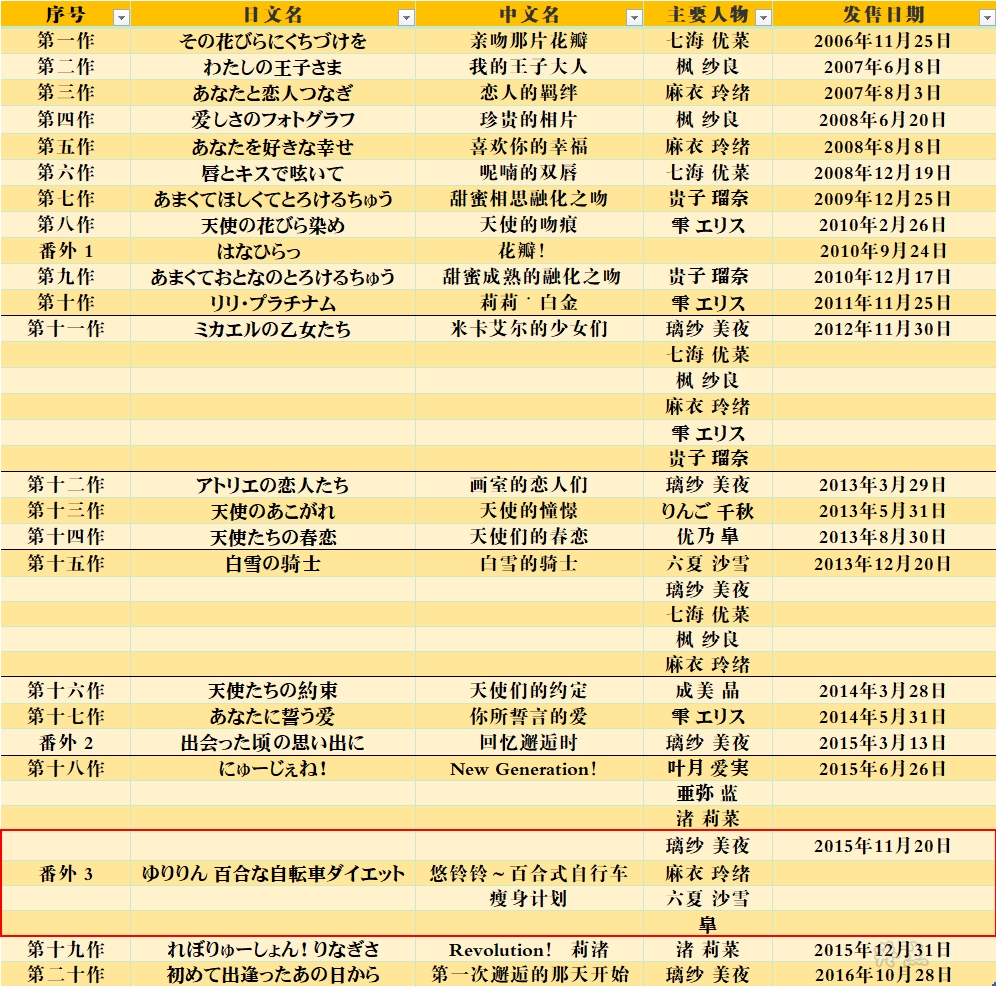 序号 日文名 中文名 主要人物 发售日期
第一作 その花びらにくちづけを 亲吻那片花瓣 七海 优菜 2006年11月25日
第二作 わたしの王子さま 我的王子大人 枫 纱良 2007年6月8日
第三作 あなたと恋人つなぎ 恋人的羁绊 麻衣 玲绪 2007年8月3日
第四作 愛しさのフォトグラフ 珍贵的相片 枫 纱良 2008年6月20日
第五作 あなたを好きな幸せ 喜欢你的幸福 麻衣 玲绪 2008年8月8日
第六作 唇とキスで呟いて 呢喃的双唇 七海 优菜 2008年12月19日
第七作 あまくてほしくてとろけるちゅう 甜蜜相思融化之吻 贵子 瑠奈 2009年12月25日
第八作 天使の花びら染め 天使的吻痕 雫 エリス 2010年2月26日
番外 1 はなひらっ 花瓣! 2010年9月24日
第九作 あまくておとなのとろけるちゅう 甜蜜成熟的融化之吻 贵子 瑠奈 2010年12月17日
第十作 リリ·プラチナム 莉莉˙白金 雫 エリス 2011年11月25日
第十一作 ミカエルの乙女たち 米卡艾尔的少女们 璃纱 美夜 2012年11月30日
七海 优菜
枫 纱良
麻衣 玲绪
雫 エリス
贵子 瑠奈
第十二作 アトリエの恋人たち 画室的恋人们 璃纱 美夜 2013年3月29日
第十三作 天使のあこがれ 天使的憧憬 りんご 千秋 2013年5月31日
第十四作 天使たちの春恋 天使们的春恋 优乃 皐 2013年8月30日
第十五作 白雪の騎士 白雪的骑士 六夏 沙雪 2013年12月20日
璃纱 美夜
七海 优菜
枫 纱良
麻衣 玲绪
第十六作 天使たちの約束 天使们的约定 成美 晶 2014年3月28日
第十七作 あなたに誓う愛 你所誓言的爱 雫 エリス 2014年5月31日
番外 2 出会った頃の思い出に 回忆邂逅时 璃纱 美夜 2015年3月13日
第十八作 にゅーじぇね! New Generation! 叶月 爱実 2015年6月26日
亜弥 蓝
渚 莉菜
璃纱 美夜 2015年11月20日
番外 3 ゆりりん 百合な自転車ダイエット 悠铃铃~百合式自行车 麻衣 玲绪
瘦身计划 六夏 沙雪
皐
第十九作 れぼりゅーしょん! りなぎさ Revolution! 莉渚 渚 莉菜 2015年12月31日
第二十作 初めて出逢ったあの日から 第一次邂逅的那天开始 璃纱 美夜 2016年10月28日